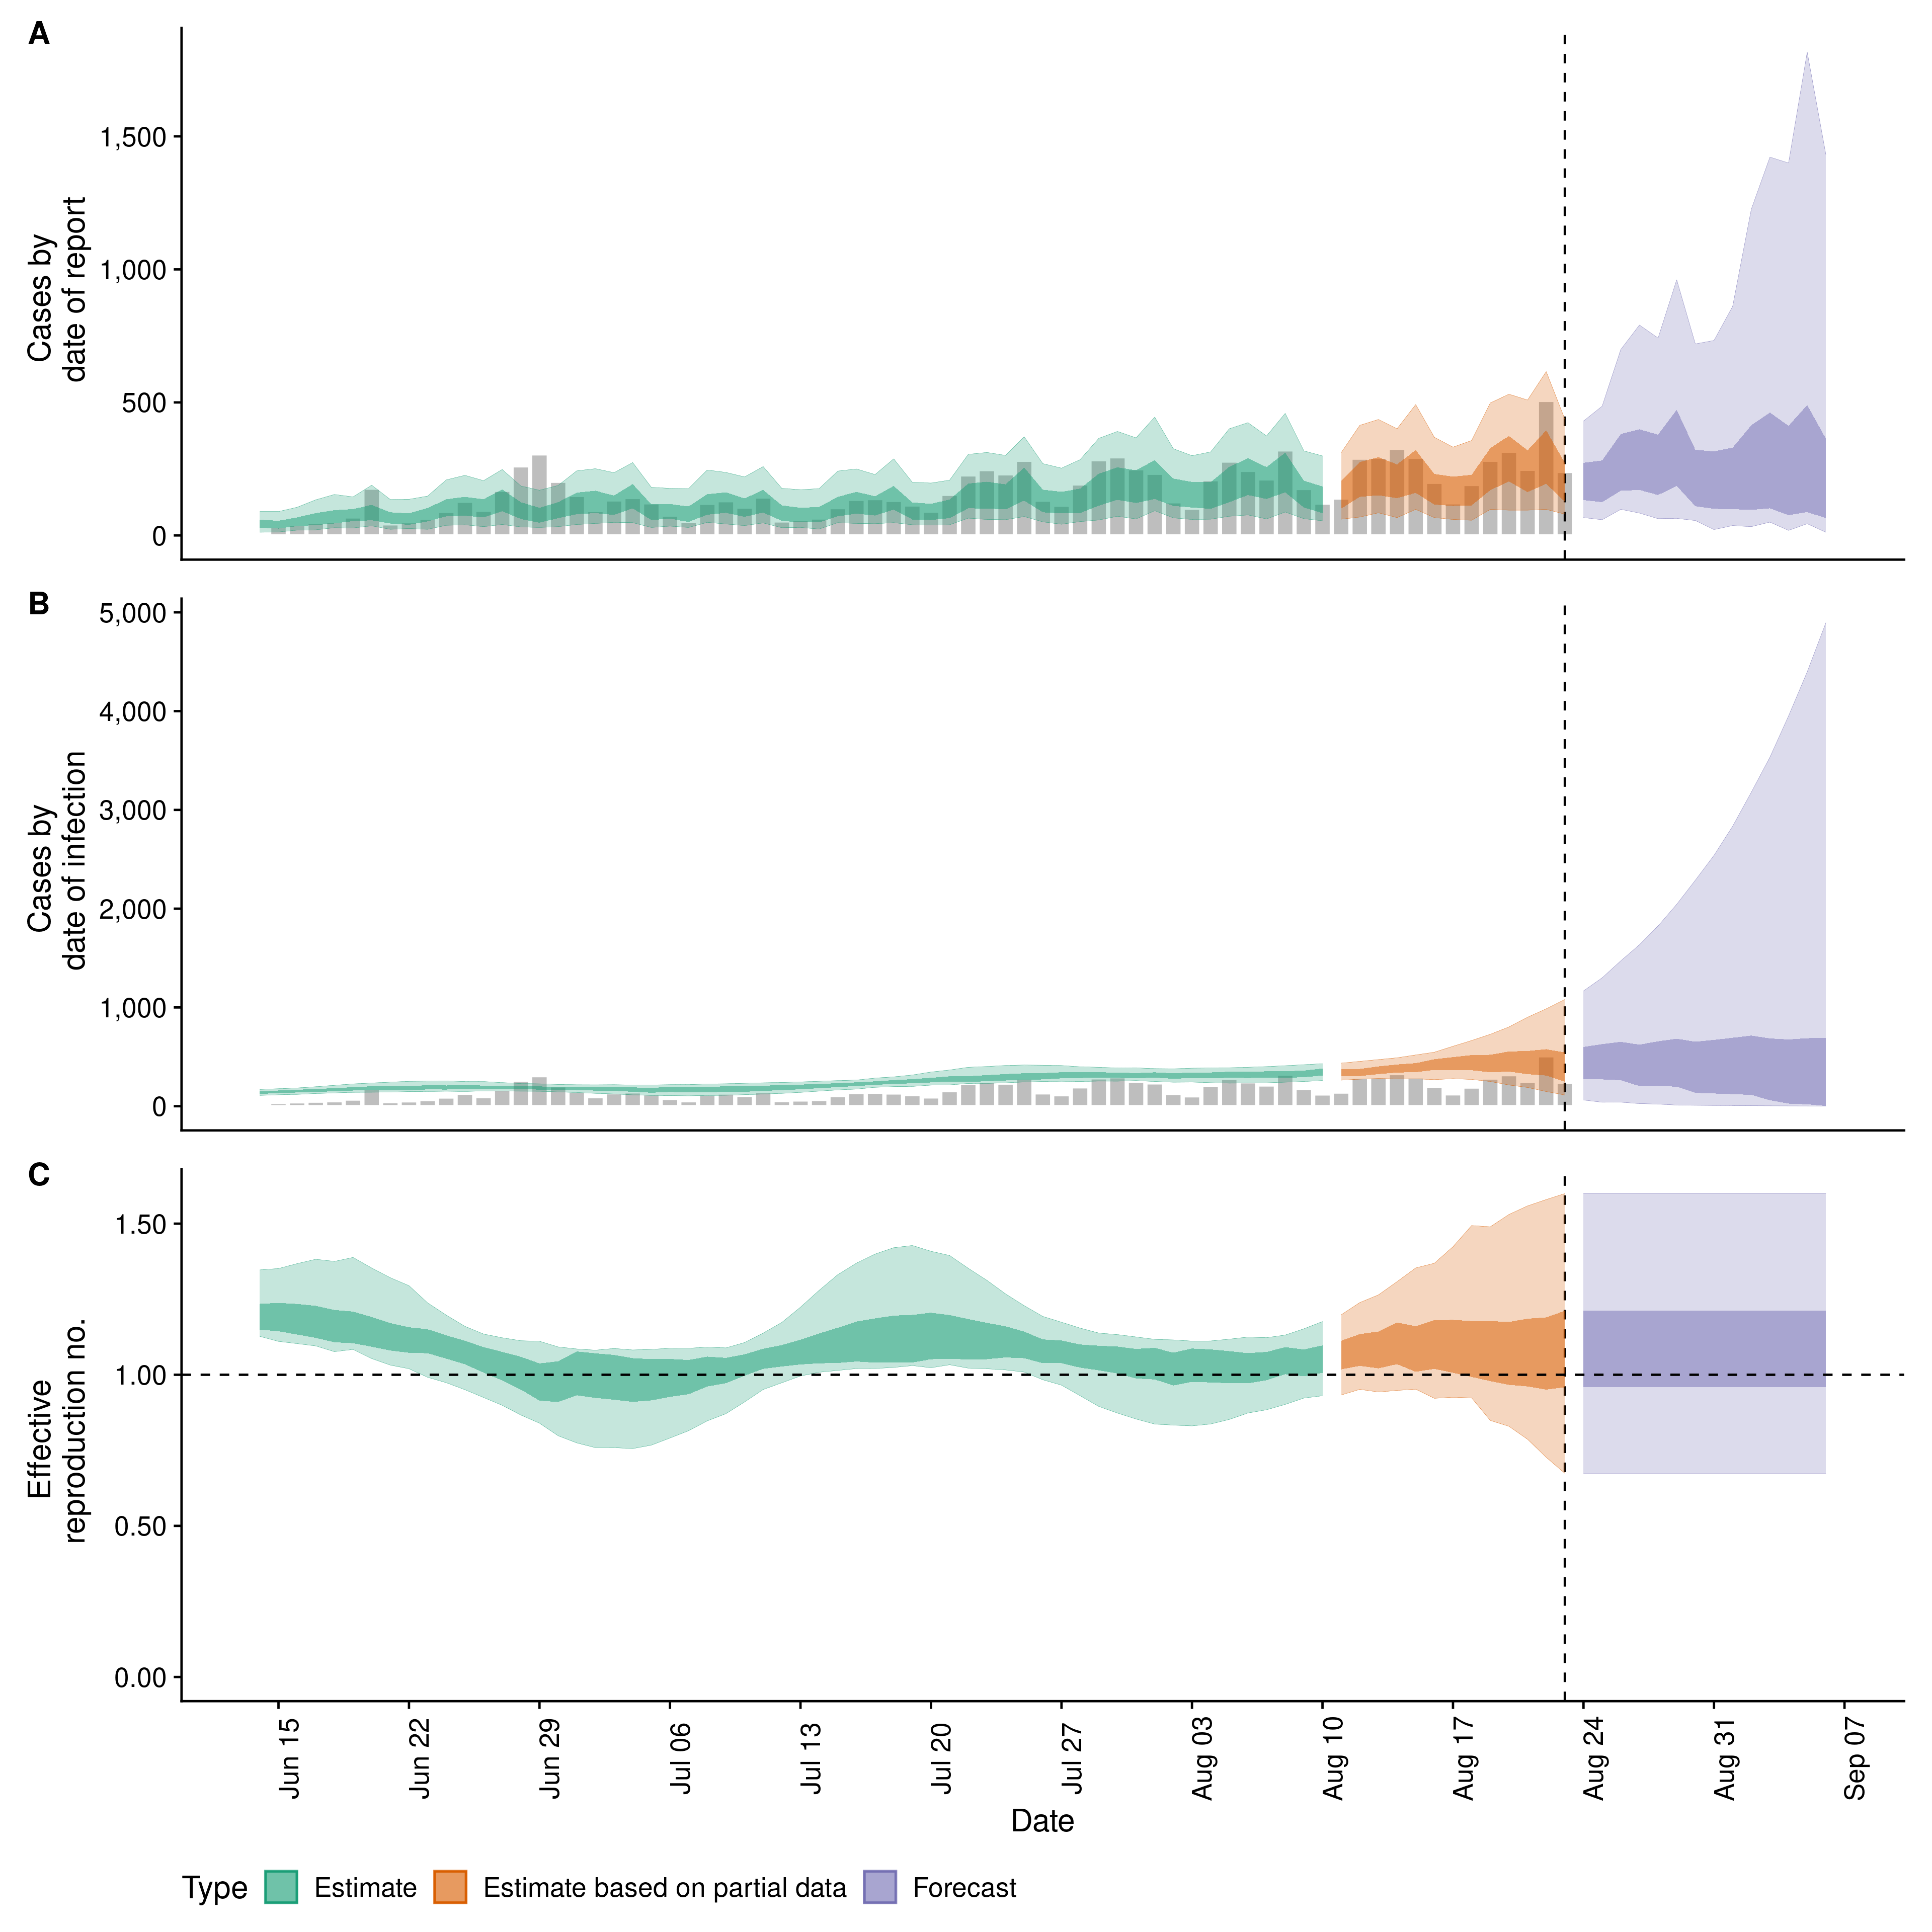 A
Cases by
date of report
1,500
1,000
500
0
B
Cases by
date of infection
5,000
4,000
3,000
2,000
1,000
0
C
Effective
reproduction no.
1.50
1.00
0.50
0.00
Jun 15
Jun 22
Jun 29
Jul 06
Jul 13
Jul 20
Jul 27
Aug 03
Aug 10
Aug 17
Aug 24
Aug 31
Sep 07
Date
Type Estimate Estimate based on partial data Forecast